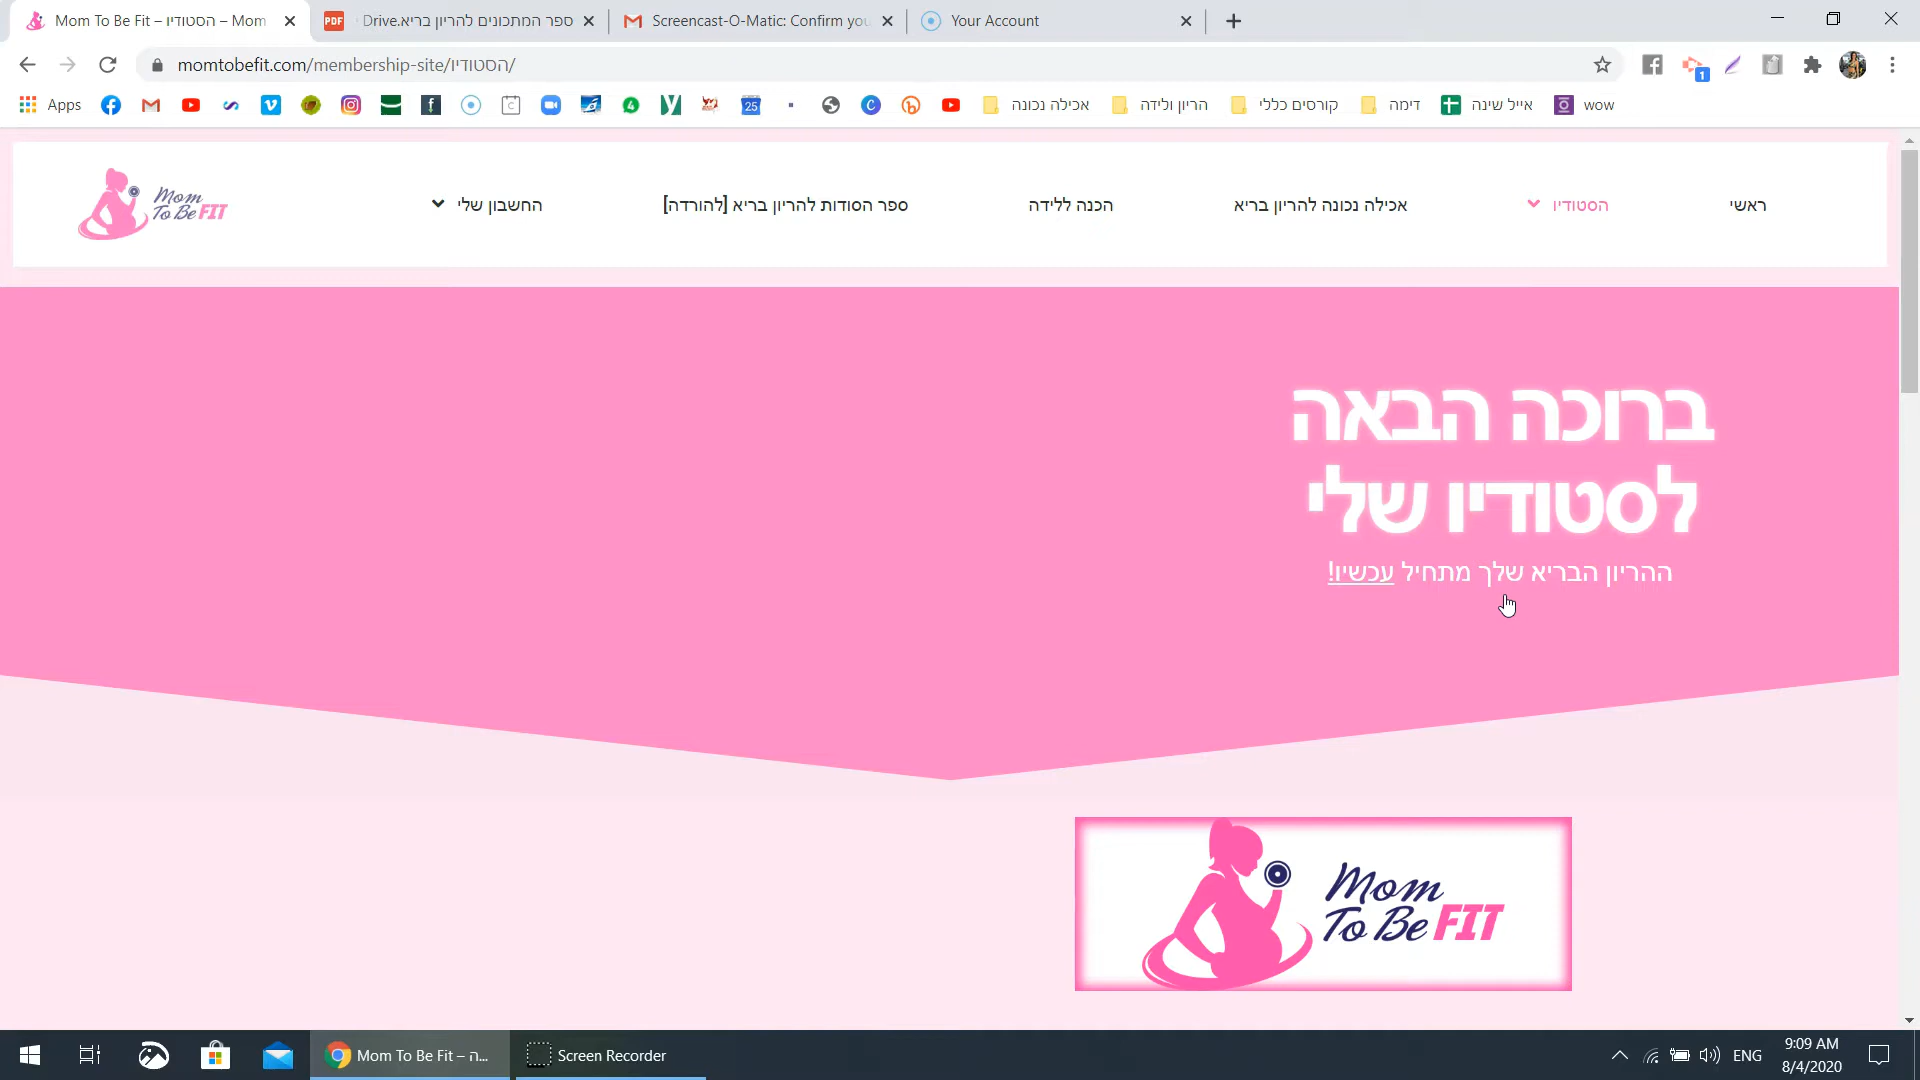 Mom To Be Fit – הסטודיו – Mom
ספר המתכונים להריון בריא.Drive
Screencast-O-Matic: Confirm you
Your Account
momtobefit.com/membership-site/הסטודיו/
Apps
אכילה נכונה
הריון ולידה
קורסים כללי
דימה
אייל שינה
wow
ראשי
הסטודיו
אכילה נכונה להריון בריא
הכנה ללידה
ספר הסודות להריון בריא [להורדה]
החשבון שלי
Mom
To Be FIT
ברוכה הבאה
לסטודיו שלי
ההריון הבריא שלך מתחיל עכשיו!
Mom
To Be FIT
Mom To Be Fit – ה...
Screen Recorder
ENG
9:09 AM
8/4/2020